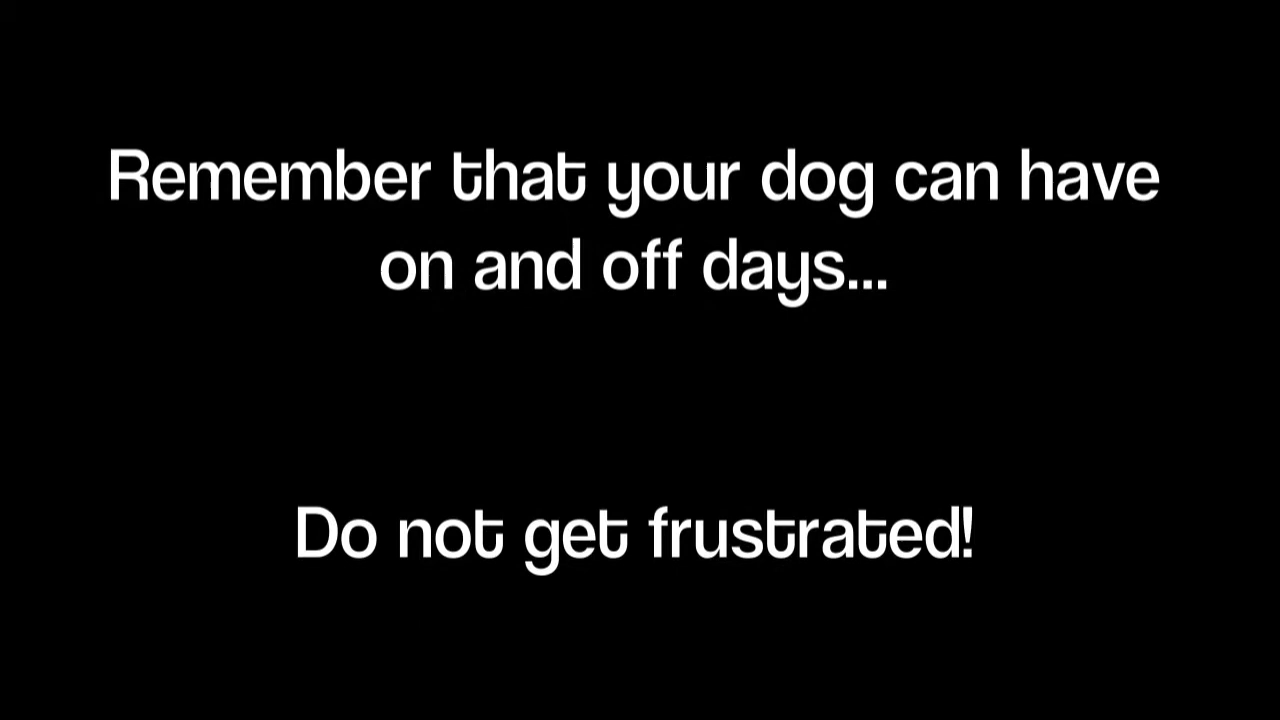 Remember that your dog can have
on and off days...
Do not get frustrated!